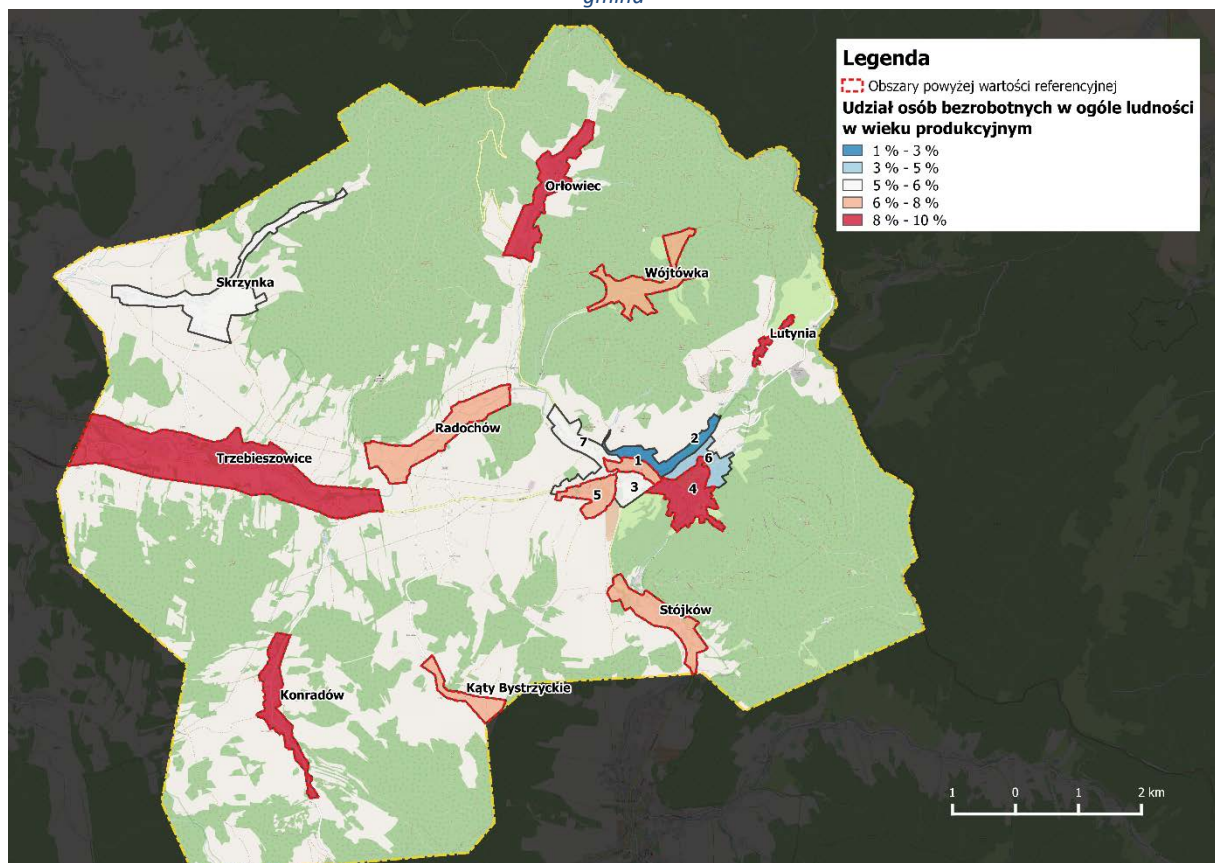 gmina
Legenda
Obszary powyżej wartości referencyjnej
Udział osób bezrobotnych w ogóle ludności
w wieku produkcyjnym
1 % - 3 %
3 % - 5 %
5 % - 6 %
6 % - 8 %
8 % - 10 %
Orłowiec
Wójtówka
Skrzynka
Lutynia
Radochów
Trzebieszowice
7
2
1
6
3
4
5
Stójków
Kąty Bystrzyckie
Konradów
1 0 1 2 km